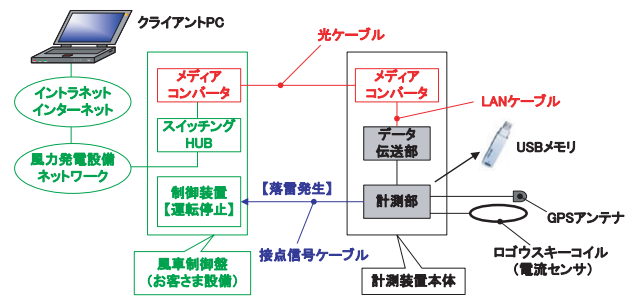 クライアントPC
光ケーブル
イントラネット
インターネット
メディア
コンバータ
メディア
コンバータ
LANケーブル
スイッチング
HUB
データ
伝送部
USBメモリ
風力発電設備
ネットワーク
制御装置
【運転停止】
【落雷発生】
計測部
GPSアンテナ
接点信号ケーブル
ロゴウスキーコイル
(電流センサ)
風車制御盤
(お客さま設備)
計測装置本体